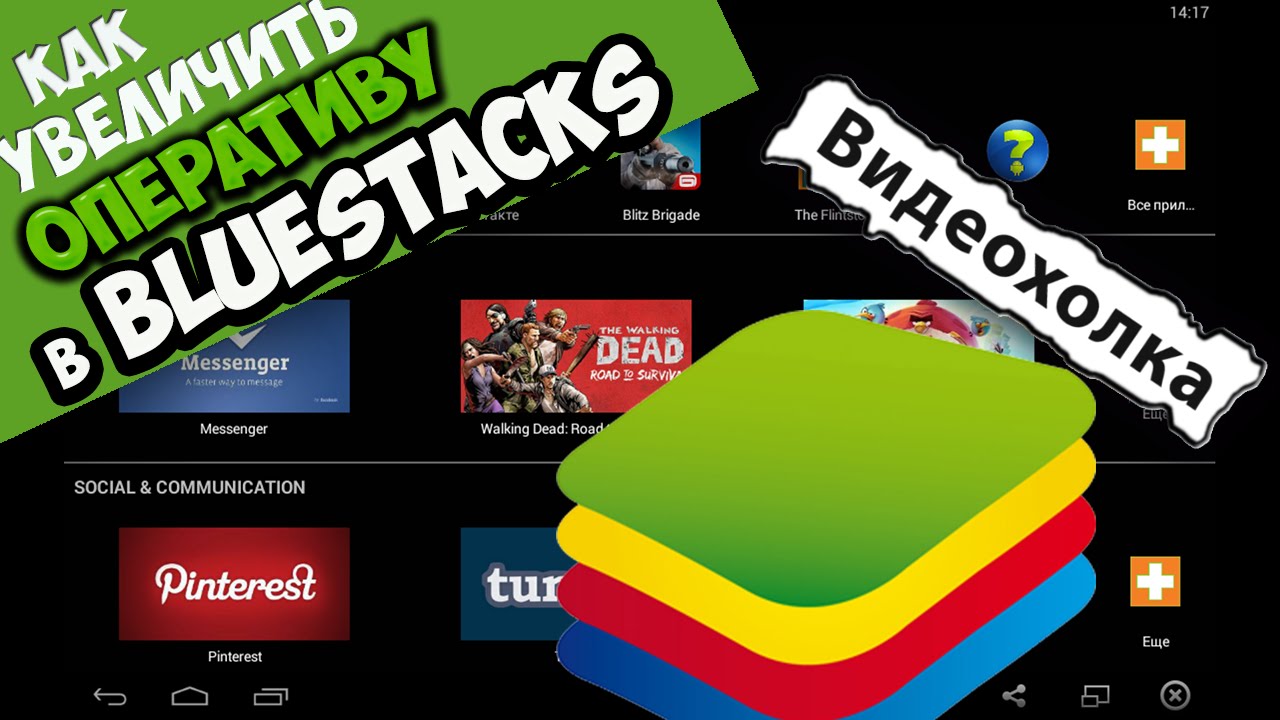 КАК
УВЕЛИЧИТЬ
ОПЕРАТИВУ
В BLUESTACKS
14:17
Видеохолка
Blitz Brigade
The Flintst
Все прил...
Messenger
A faster way to message
THE WALKING
DEAD
ROAD TO SURVIVA
Messenger
Walking Dead: Road
Еще
SOCIAL & COMMUNICATION
Pinterest
tum
Pinterest
Еще